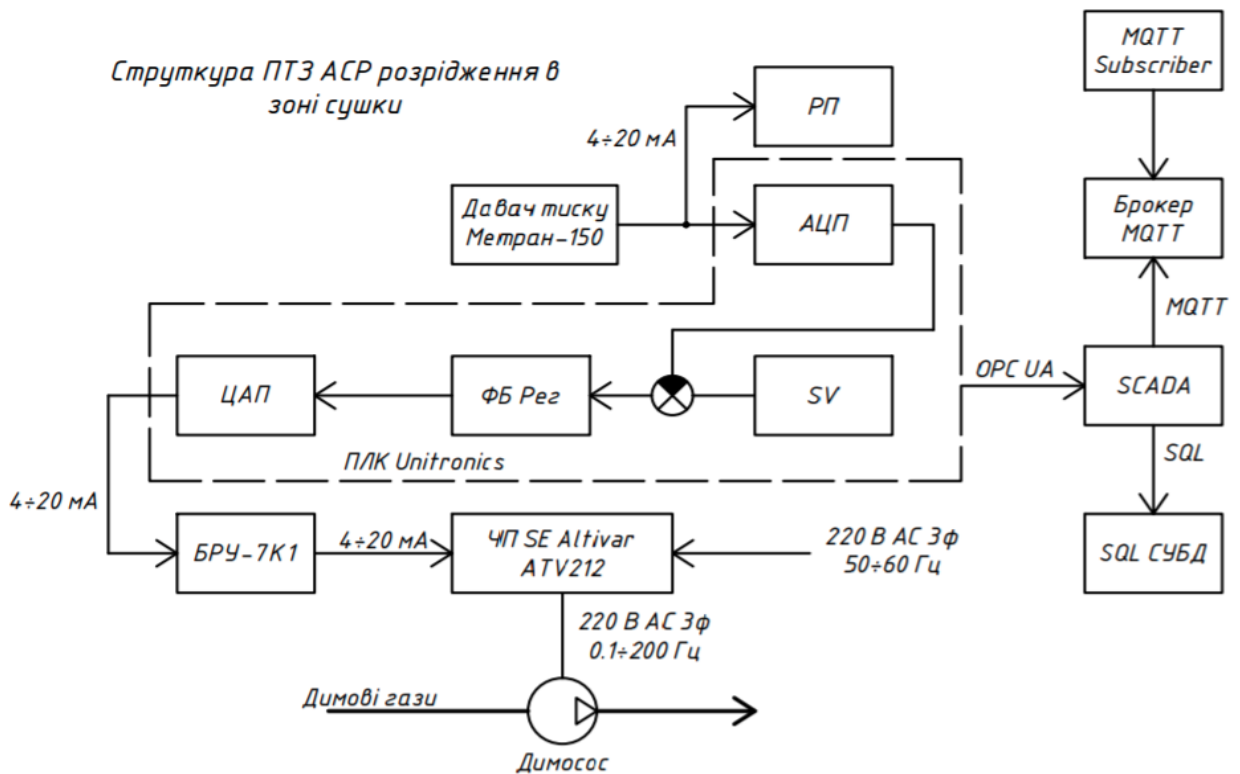 Струткура ПТЗ АСР розрідження в
зоні сушки
MQTT
Subscriber
РП
4÷20 мА
Давач тиску
Метран-150
АЦП
Брокер
MQTT
MQTT
ЦАП
ФБ Рег
SV
OPC UA
SCADA
SQL
ПЛК Unitronics
4÷20 мА
БРУ-7К1
4÷20 мА
ЧП SE Altivar
ATV212
220 В АС 3ф
50÷60 Гц
SQL СУБД
220 В АС 3ф
0.1÷200 Гц
Димові гази
Димосос